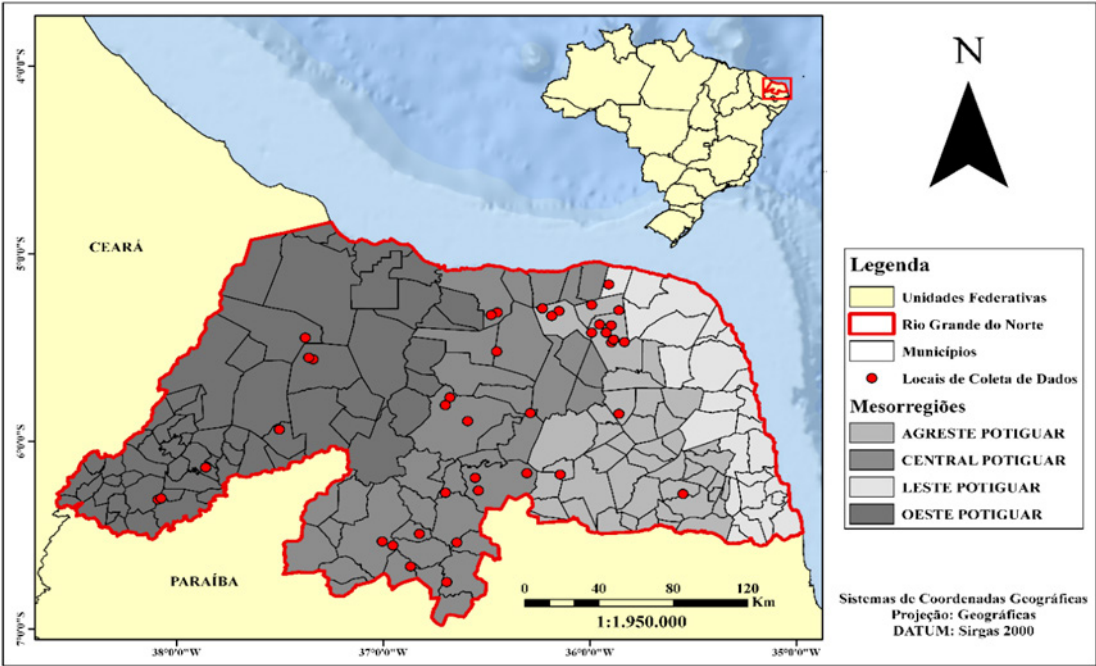 4°0'0"S
5°0'0"S
6°0'0"S
7°0'0"S
CEARÁ
PARAÍBA
0 40 80 120
Km
1:1.950.000
38°0'0"W 37°0'0"W 36°0'0"W 35°0'0"W
N
Legenda
Unidades Federativas
Rio Grande do Norte
Municípios
Locais de Coleta de Dados
Mesorregiões
AGRESTE POTIGUAR
CENTRAL POTIGUAR
LESTE POTIGUAR
OESTE POTIGUAR
Sistemas de Coordenadas Geográficas
Projeção: Geográficas
DATUM: Sirgas 2000